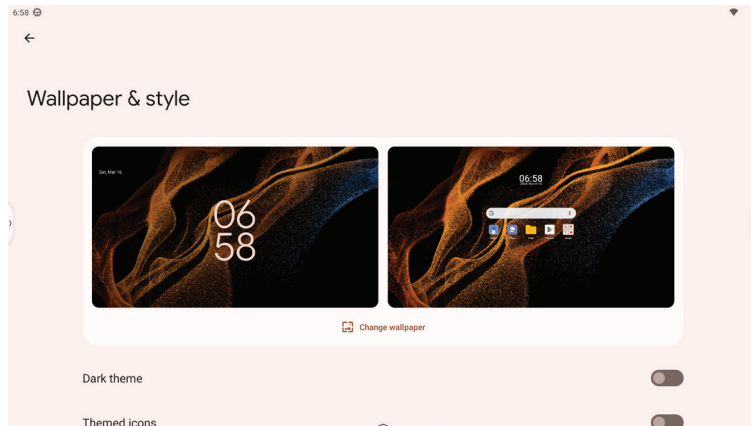 6:58
Wallpaper & style
Sat, Mar 16
06
58
06:58
Change wallpaper
Dark theme
Themed icons